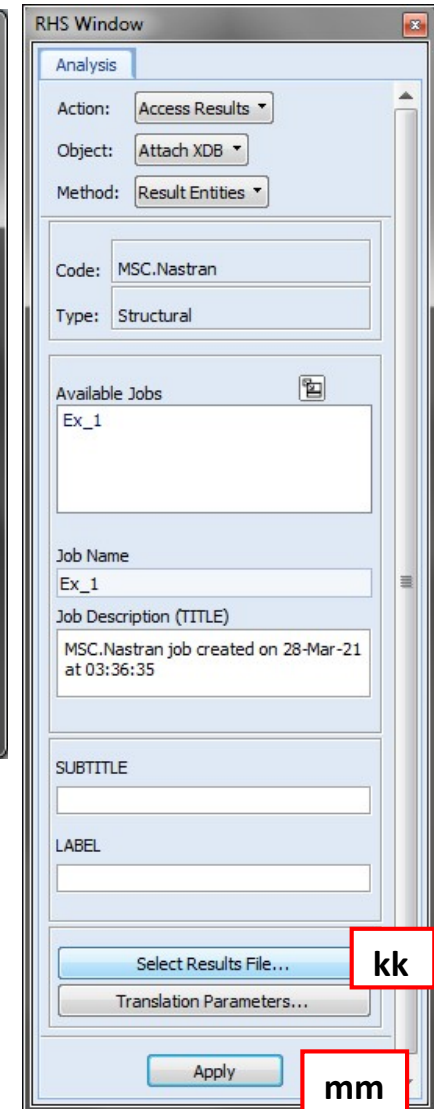 RHS Window
Analysis
Action: Access Results
Object: Attach XDB
Method: Result Entities
Code: MSC.Nastran
Type: Structural
Available Jobs
Ex_1
Job Name
Ex_1
Job Description (TITLE)
MSC.Nastran job created on 28-Mar-21
at 03:36:35
SUBTITLE
LABEL
Select Results File... kk
Translation Parameters...
Apply mm